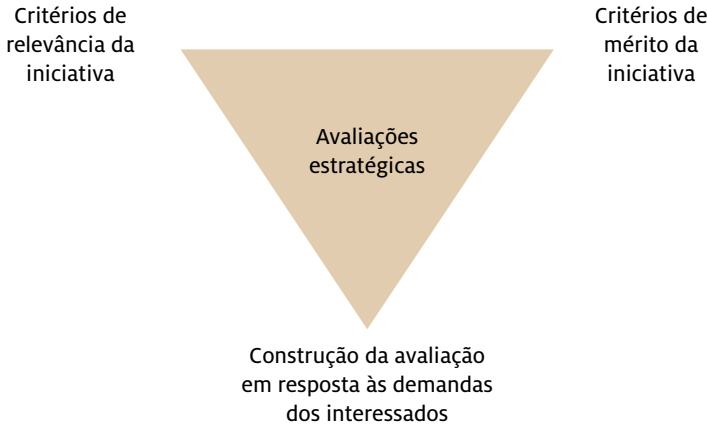 Critérios de
relevância da
iniciativa
Critérios de
mérito da
iniciativa
Avaliações
estratégicas
Construção da avaliação
em resposta às demandas
dos interessados